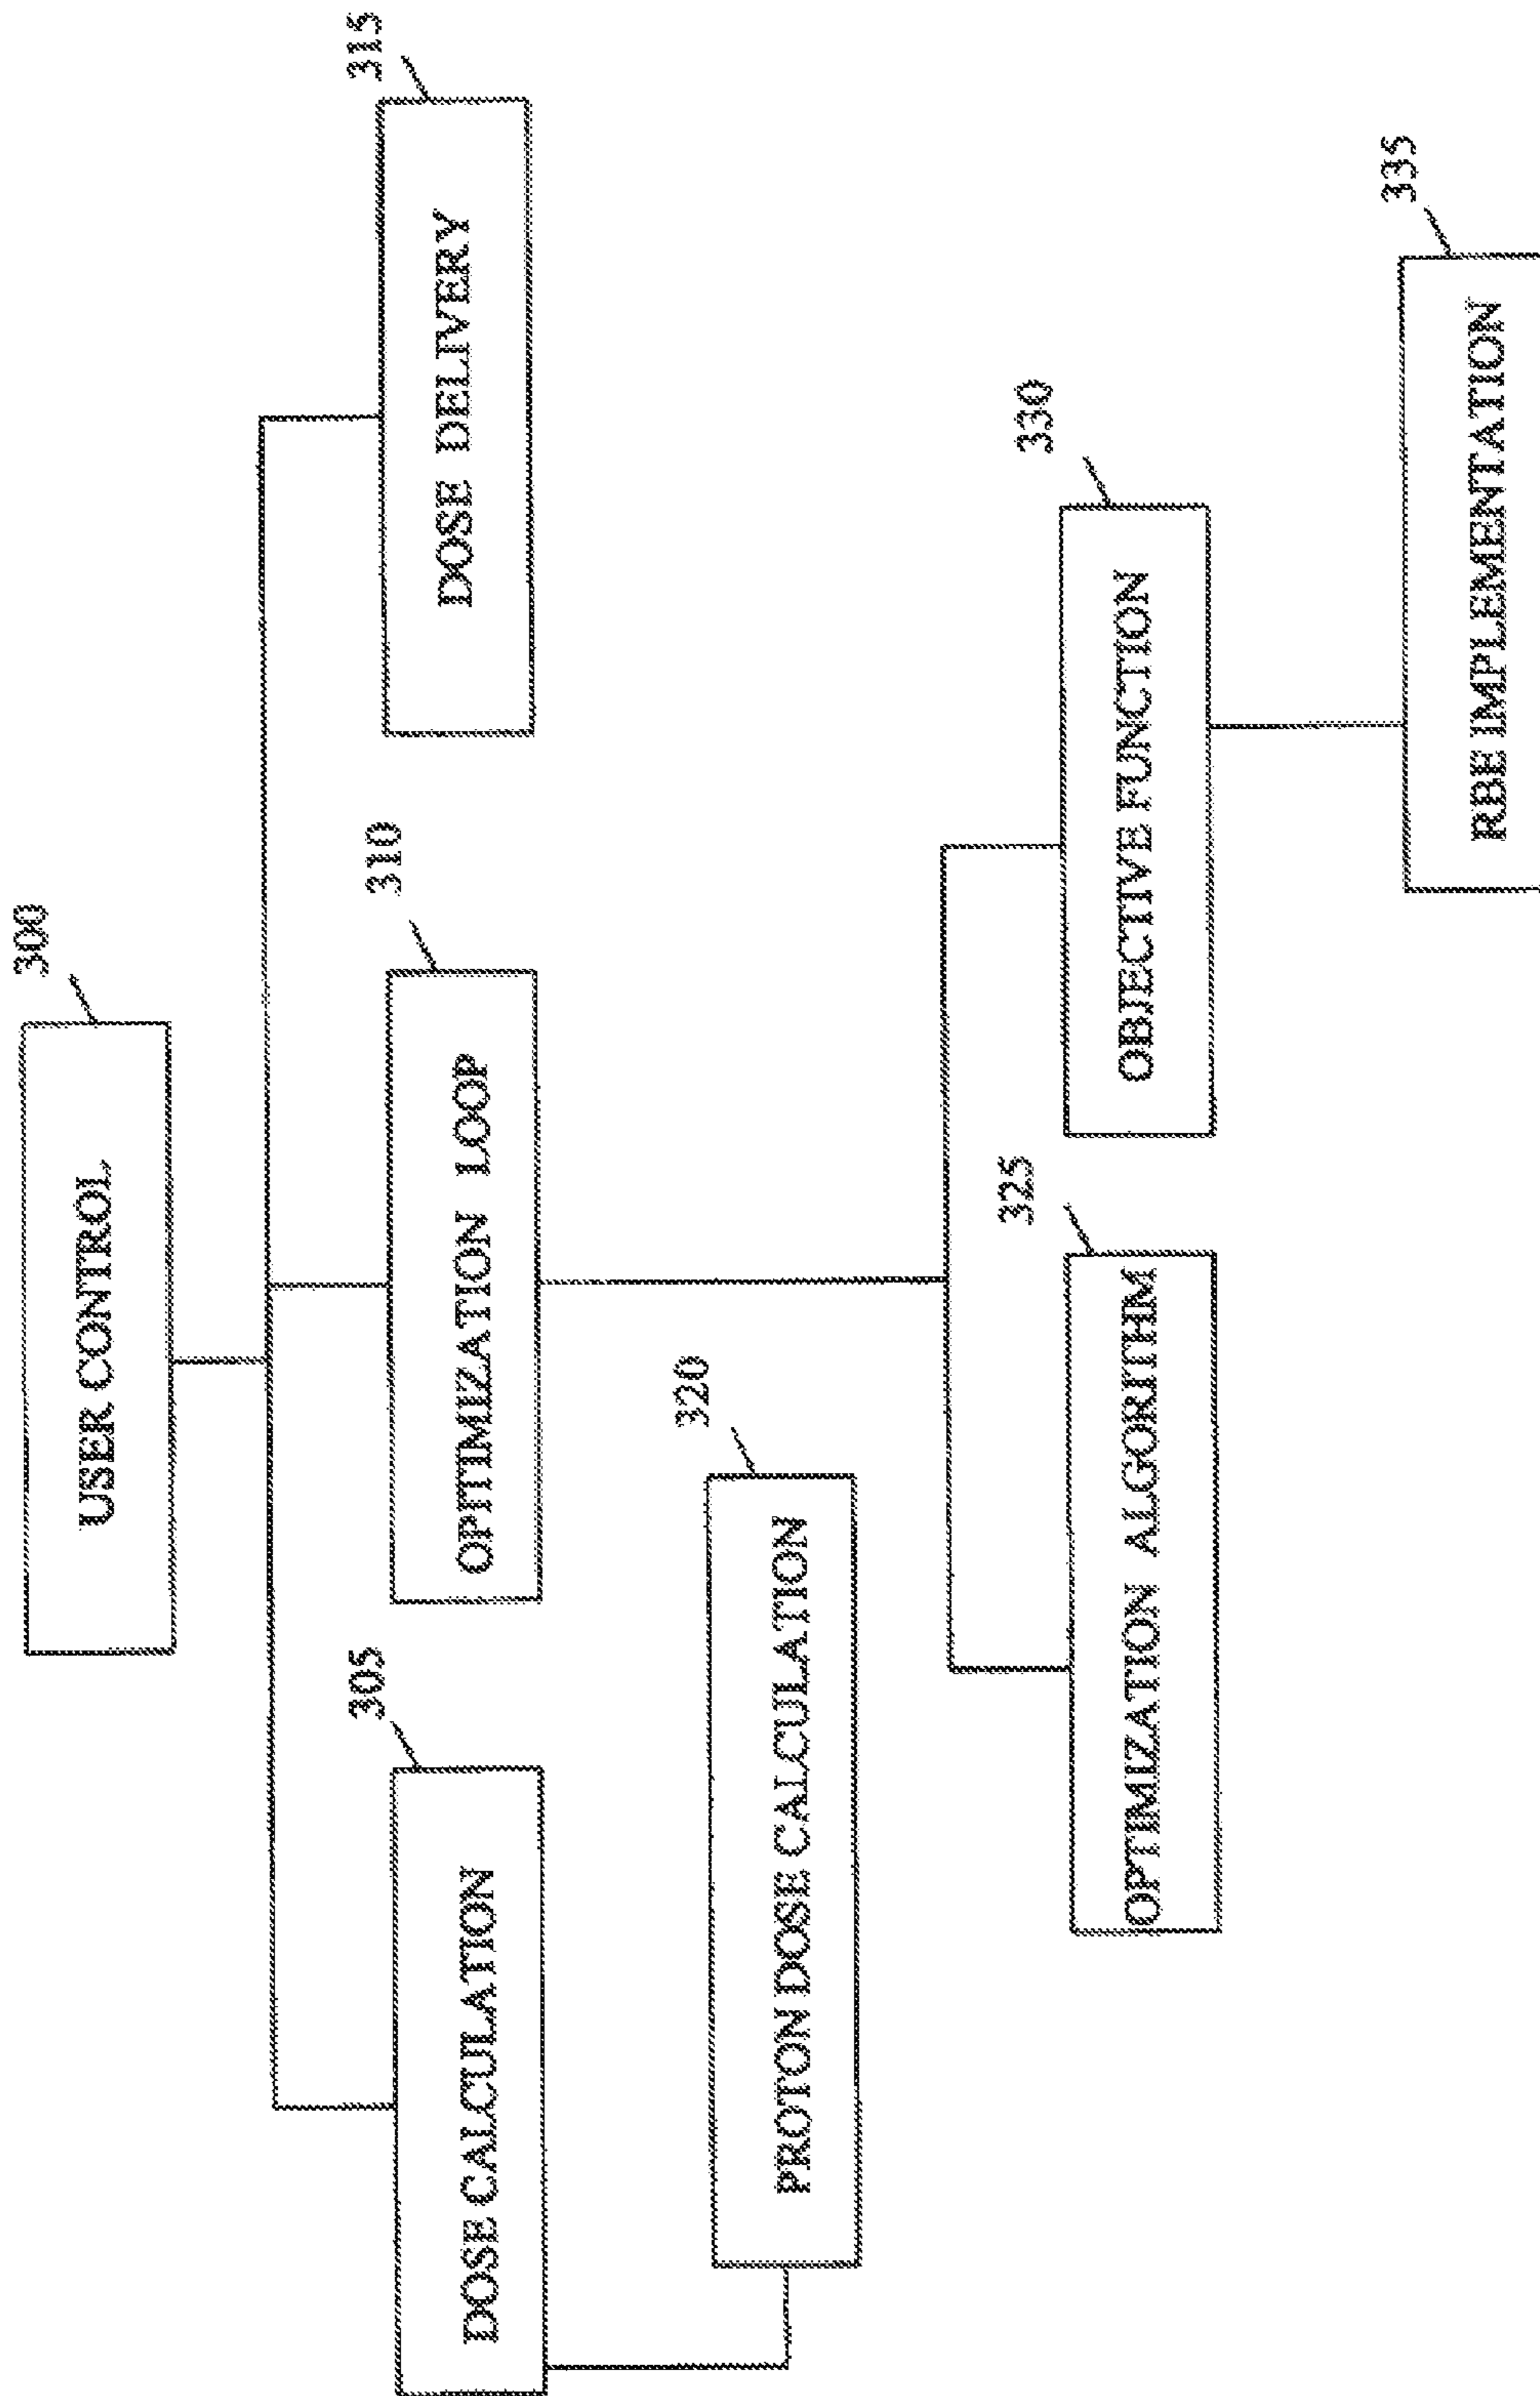 300
USER CONTROL
305
DOSE CALCULATION
310
OPTIMIZATION LOOP
315
DOSE DELIVERY
320
PROTON DOSE CALCULATION
325
OPTIMIZATION ALGORITHM
330
OBJECTIVE FUNCTION
335
RBE IMPLEMENTATION